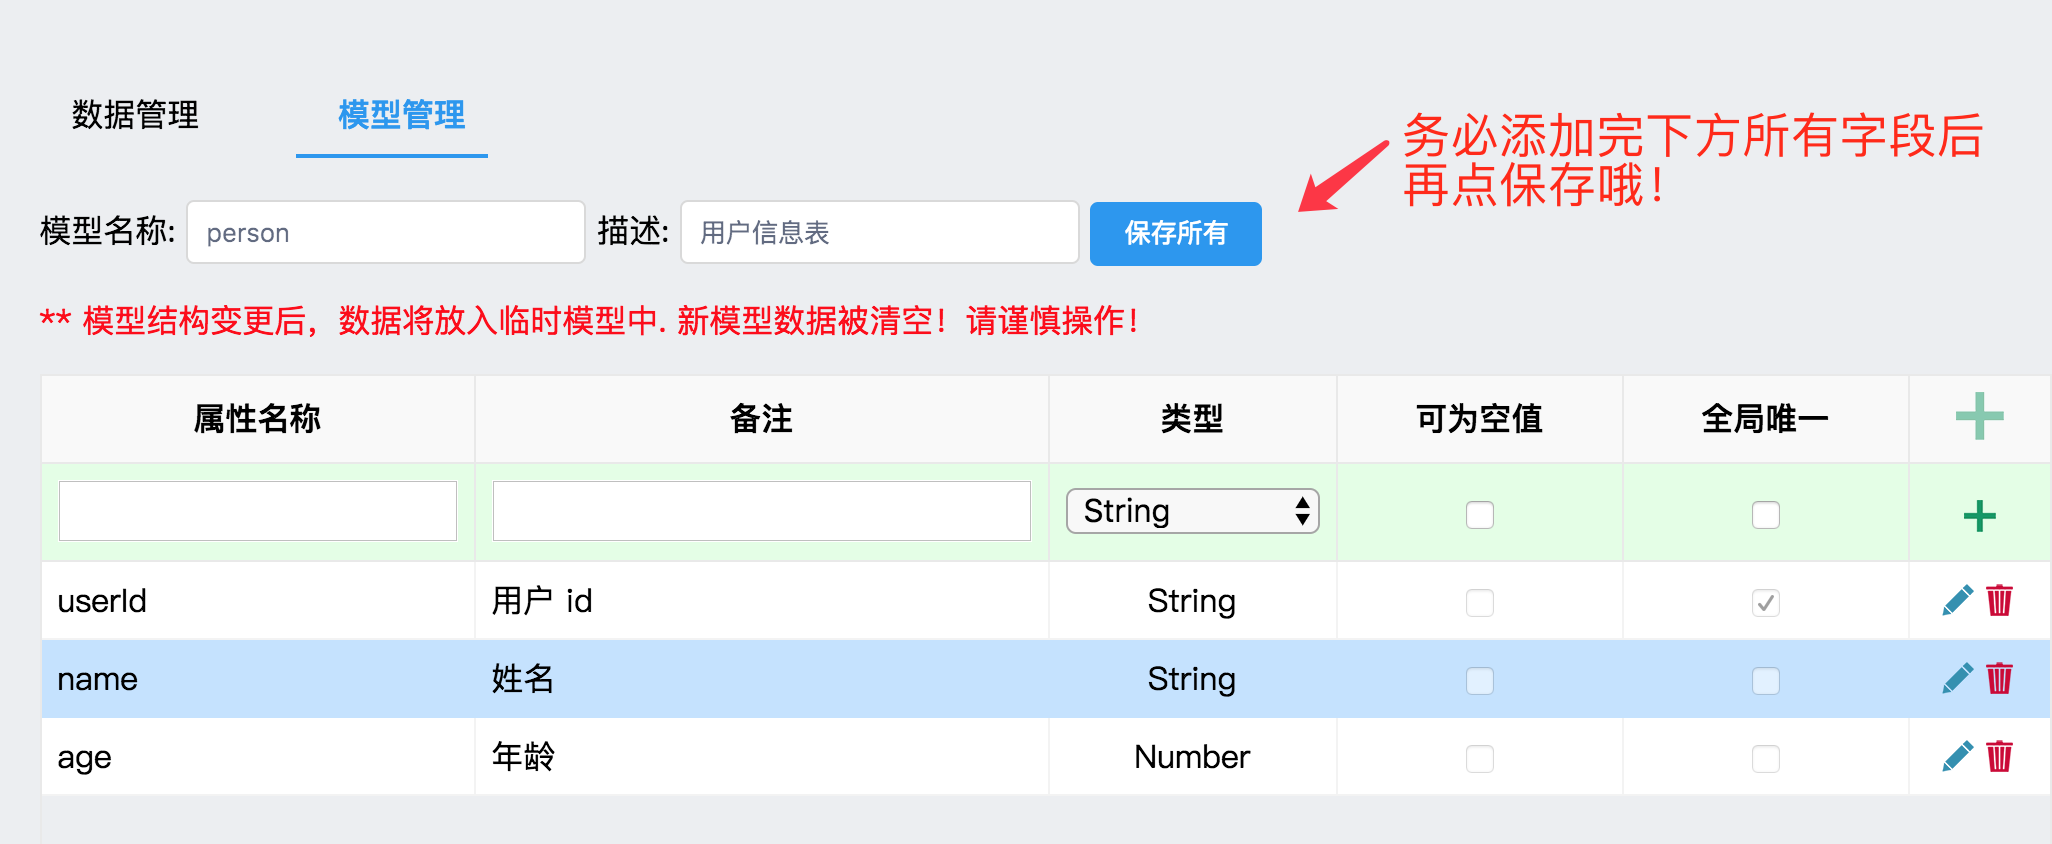 数据管理 模型管理
务必添加完下方所有字段后
再点保存哦！
模型名称: person 描述: 用户信息表 保存所有
** 模型结构变更后，数据将放入临时模型中. 新模型数据被清空！请谨慎操作！
属性名称 备注 类型 可为空值 全局唯一
String
userId 用户 id String
name 姓名 String
age 年龄 Number